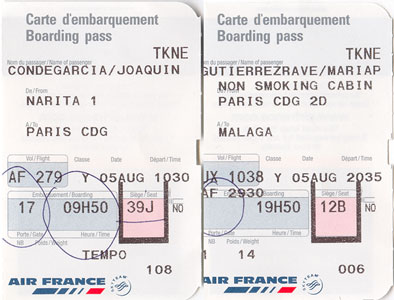 Carte d'embarquement
Boarding pass
TKNE
Nom du passager / Name of passenger
CONDEGARCIA/JOAQUIN
De/From
NARITA 1
A/To
PARIS CDG
Vol/Flight Classe Date Départ/Time
AF 279 Y 05AUG 1030
Embarquement/Boarding Siège/Seat
17 09H50 39J NO
Porte/Gate Heure/Time
NB Poids/Weight
TEMPO
108
AIR FRANCE
SKYTEAM
Carte d'embarquement
Boarding pass
TKNE
Nom du passager / Name of passenger
GUTIERREZRAVE/MARIAP
NON SMOKING CABIN
De/From
PARIS CDG 2D
A/To
MALAGA
Vol/Flight Classe Date Départ/Time
UX 1038 Y 05AUG 2035
AF 2930
Embarquement/Boarding Siège/Seat
19H50 12B NO
Porte/Gate Heure/Time
NB Poids/Weight
1 14
006
AIR FRANCE
SKYTEAM